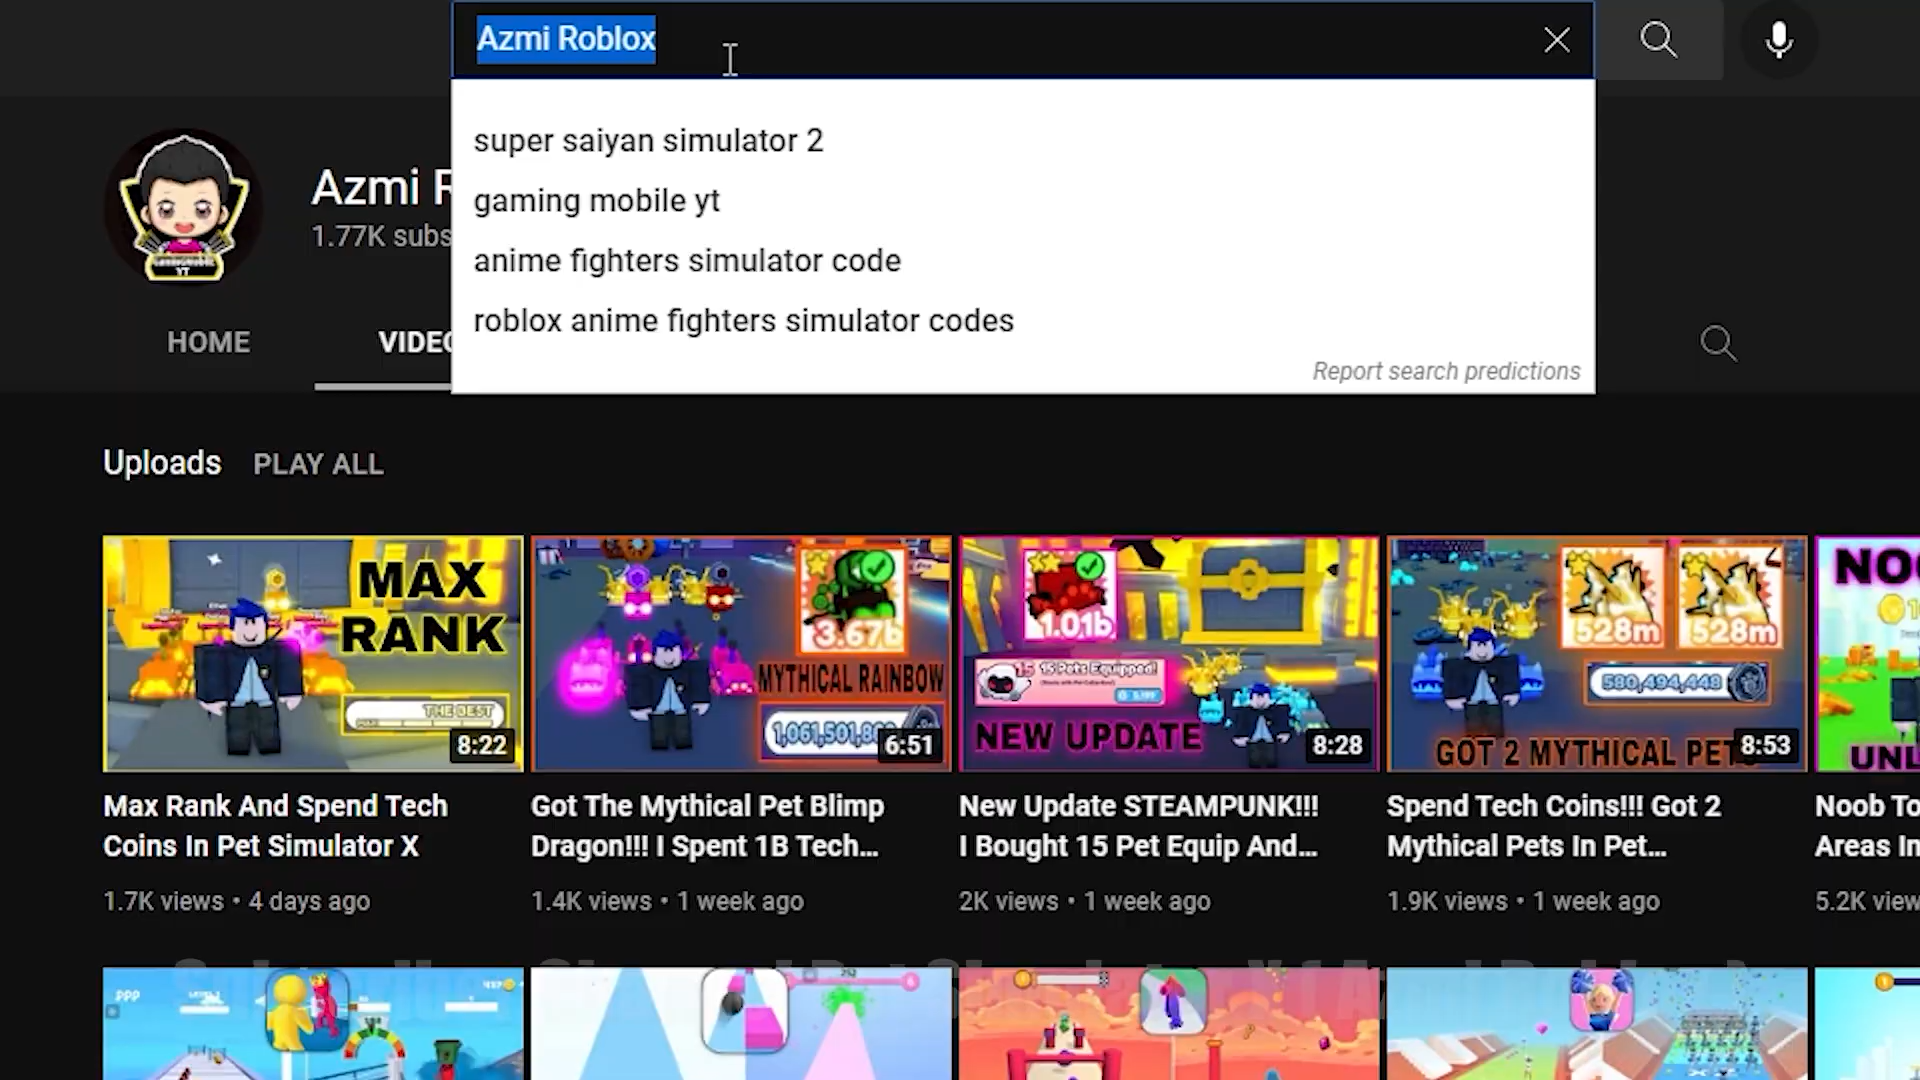 Azmi Roblox
super saiyan simulator 2
gaming mobile yt
anime fighters simulator code
roblox anime fighters simulator codes
Report search predictions
Azmi R
1.77K subs
YT
HOME
VIDEO
Uploads PLAY ALL
MAX
RANK
THE BEST
8:22
3.67b
MYTHICAL RAINBOW
6:51
1.01b
15 Pets Equipped!
NEW UPDATE
8:28
528m 528m
580,494,448
GOT 2 MYTHICAL PET
8:53
NOO
UNL
Max Rank And Spend Tech
Coins In Pet Simulator X
1.7K views • 4 days ago
Got The Mythical Pet Blimp
Dragon!!! I Spent 1B Tech...
1.4K views • 1 week ago
New Update STEAMPUNK!!!
I Bought 15 Pet Equip And...
2K views • 1 week ago
Spend Tech Coins!!! Got 2
Mythical Pets In Pet...
1.9K views • 1 week ago
Noob To
Areas In
5.2K view
PPP
252